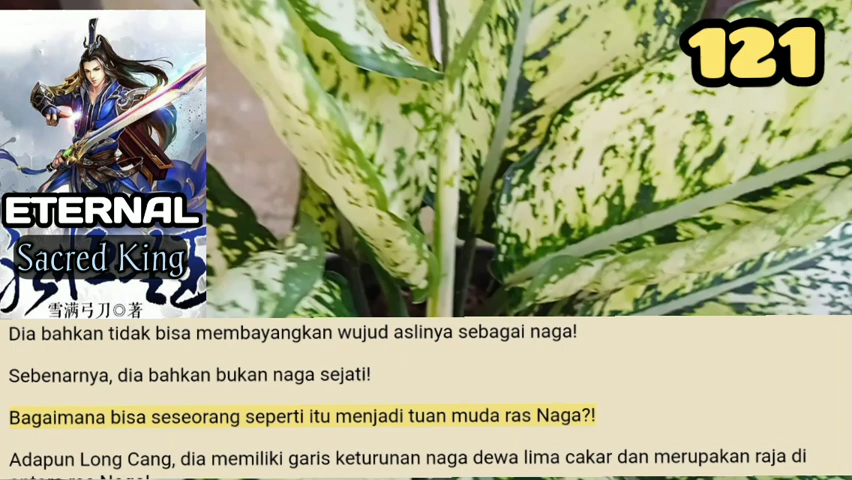 121
ETERNAL
Sacred King
雪满弓刀◎著
Dia bahkan tidak bisa membayangkan wujud aslinya sebagai naga!
Sebenarnya, dia bahkan bukan naga sejati!
Bagaimana bisa seseorang seperti itu menjadi tuan muda ras Naga?!
Adapun Long Cang, dia memiliki garis keturunan naga dewa lima cakar dan merupakan raja di